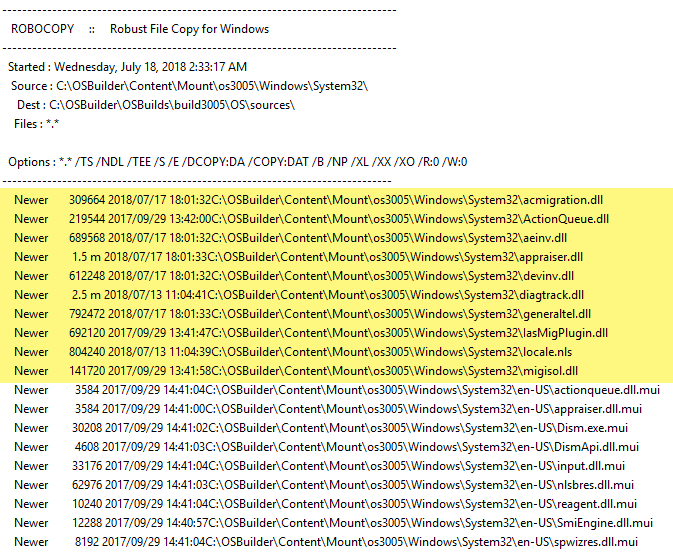 -------------------------------------------------------------------------------
ROBOCOPY     ::     Robust File Copy for Windows
-------------------------------------------------------------------------------
Started : Wednesday, July 18, 2018 2:33:17 AM
Source : C:\OSBuilder\Content\Mount\os3005\Windows\System32\
Dest : C:\OSBuilder\OSBuilds\build3005\OS\sources\
Files : *.*
Options : *.* /TS /NDL /TEE /S /E /DCOPY:DA /COPY:DAT /B /NP /XL /XX /XO /R:0 /W:0
------------------------------------------------------------------------------
Newer 309664 2018/07/17 18:01:32C:\OSBuilder\Content\Mount\os3005\Windows\System32\acmigration.dll
Newer 219544 2017/09/29 13:42:00C:\OSBuilder\Content\Mount\os3005\Windows\System32\ActionQueue.dll
Newer 689568 2018/07/17 18:01:32C:\OSBuilder\Content\Mount\os3005\Windows\System32\aeinv.dll
Newer 1.5 m 2018/07/17 18:01:33C:\OSBuilder\Content\Mount\os3005\Windows\System32\appraiser.dll
Newer 612248 2018/07/17 18:01:32C:\OSBuilder\Content\Mount\os3005\Windows\System32\devinv.dll
Newer 2.5 m 2018/07/13 11:04:41C:\OSBuilder\Content\Mount\os3005\Windows\System32\diagtrack.dll
Newer 792472 2018/07/17 18:01:33C:\OSBuilder\Content\Mount\os3005\Windows\System32\generaltel.dll
Newer 692120 2017/09/29 13:41:47C:\OSBuilder\Content\Mount\os3005\Windows\System32\IasMigPlugin.dll
Newer 804240 2018/07/13 11:04:39C:\OSBuilder\Content\Mount\os3005\Windows\System32\locale.nls
Newer 141720 2017/09/29 13:41:58C:\OSBuilder\Content\Mount\os3005\Windows\System32\migisol.dll
Newer 3584 2017/09/29 14:41:04C:\OSBuilder\Content\Mount\os3005\Windows\System32\en-US\actionqueue.dll.mui
Newer 3584 2017/09/29 14:41:00C:\OSBuilder\Content\Mount\os3005\Windows\System32\en-US\appraiser.dll.mui
Newer 30208 2017/09/29 14:41:02C:\OSBuilder\Content\Mount\os3005\Windows\System32\en-US\Dism.exe.mui
Newer 4608 2017/09/29 14:41:03C:\OSBuilder\Content\Mount\os3005\Windows\System32\en-US\DismApi.dll.mui
Newer 33176 2017/09/29 14:41:04C:\OSBuilder\Content\Mount\os3005\Windows\System32\en-US\input.dll.mui
Newer 62976 2017/09/29 14:41:03C:\OSBuilder\Content\Mount\os3005\Windows\System32\en-US\nlsbres.dll.mui
Newer 10240 2017/09/29 14:41:04C:\OSBuilder\Content\Mount\os3005\Windows\System32\en-US\reagent.dll.mui
Newer 12288 2017/09/29 14:40:57C:\OSBuilder\Content\Mount\os3005\Windows\System32\en-US\SmiEngine.dll.mui
Newer 8192 2017/09/29 14:41:04C:\OSBuilder\Content\Mount\os3005\Windows\System32\en-US\spwizres.dll.mui